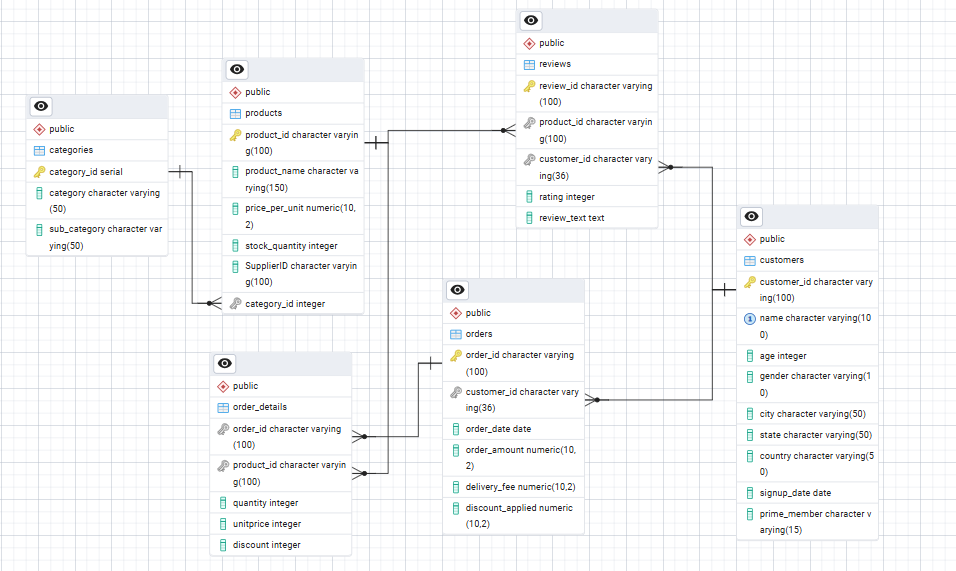 public
categories
category_id serial
category character varying
(50)
sub_category character var
ying(50)
public
products
product_id character varyin
g(100)
product_name character va
rying(150)
price_per_unit numeric(10,
2)
stock_quantity integer
SupplierID character varyin
g(100)
category_id integer
public
reviews
review_id character varying
(100)
product_id character varyin
g(100)
customer_id character vary
ing(36)
rating integer
review_text text
public
customers
customer_id character vary
ing(100)
1
name character varying(10
0)
age integer
gender character varying(1
0)
city character varying(50)
state character varying(50)
country character varying(5
0)
signup_date date
prime_member character v
arying(15)
public
orders
order_id character varying
(100)
customer_id character vary
ing(36)
order_date date
order_amount numeric(10,
2)
delivery_fee numeric(10,2)
discount_applied numeric
(10,2)
public
order_details
order_id character varying
(100)
product_id character varyin
g(100)
quantity integer
unitprice integer
discount integer